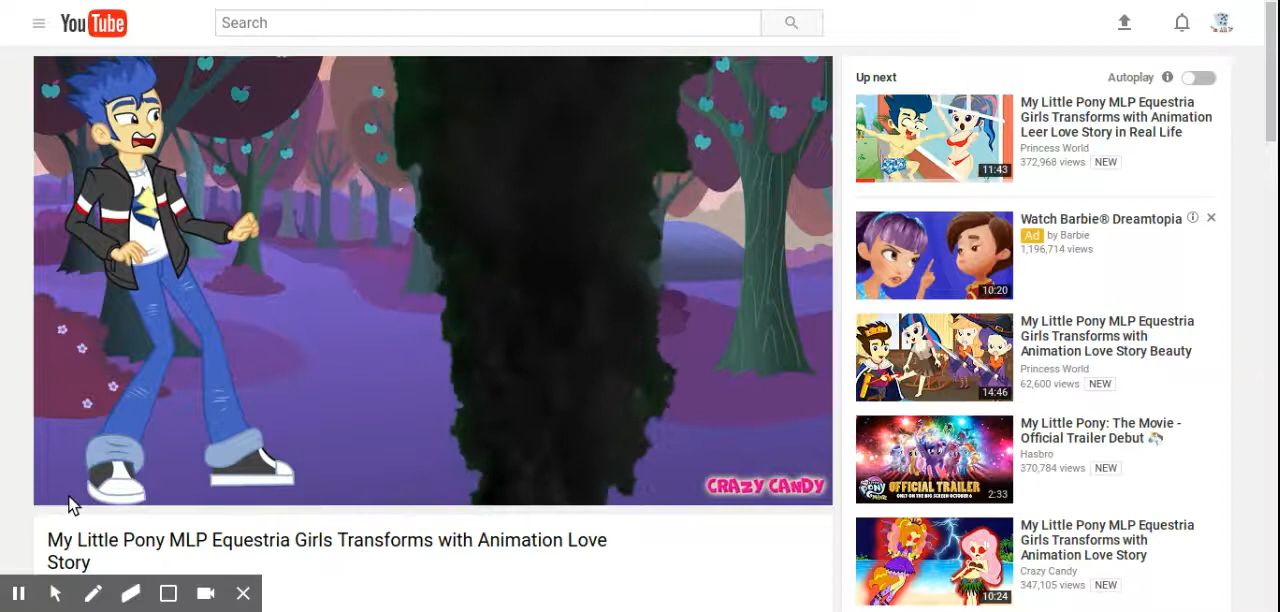 YouTube
Search
CRAZY CANDY
My Little Pony MLP Equestria Girls Transforms with Animation Love
Story
Up next
Autoplay
My Little Pony MLP Equestria
Girls Transforms with Animation
Leer Love Story in Real Life
Princess World
372,968 views NEW
11:43
Watch Barbie® Dreamtopia
Ad by Barbie
1,196,714 views
10:20
My Little Pony MLP Equestria
Girls Transforms with
Animation Love Story Beauty
Princess World
62,600 views NEW
14:46
My Little Pony: The Movie -
Official Trailer Debut 🦄
Hasbro
370,784 views NEW
OFFICIAL TRAILER
2:33
My Little Pony MLP Equestria
Girls Transforms with
Animation Love Story
Crazy Candy
347,105 views NEW
10:24